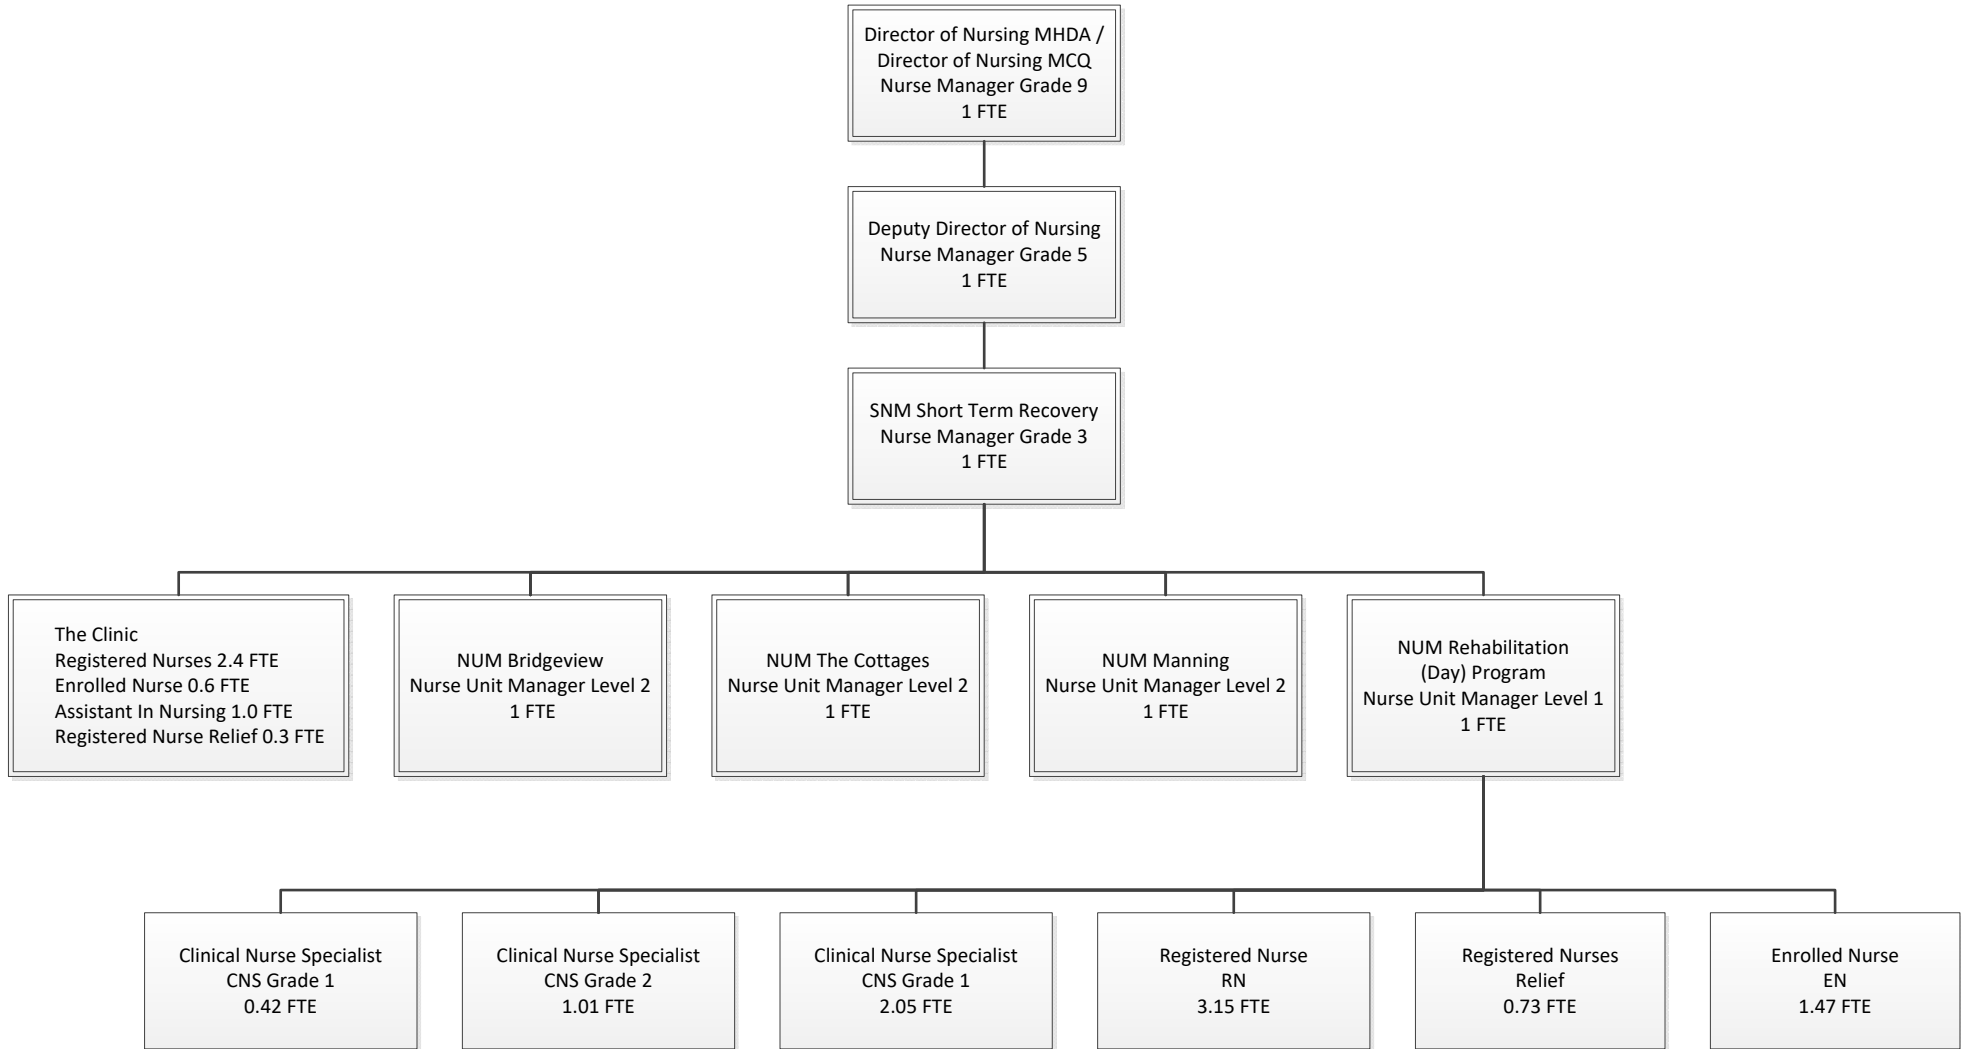 Director of Nursing MHDA /
Director of Nursing MCQ
Nurse Manager Grade 9
1 FTE
Deputy Director of Nursing
Nurse Manager Grade 5
1 FTE
SNM Short Term Recovery
Nurse Manager Grade 3
1 FTE
The Clinic
Registered Nurses 2.4 FTE
Enrolled Nurse 0.6 FTE
Assistant In Nursing 1.0 FTE
Registered Nurse Relief 0.3 FTE
NUM Bridgeview
Nurse Unit Manager Level 2
1 FTE
NUM The Cottages
Nurse Unit Manager Level 2
1 FTE
NUM Manning
Nurse Unit Manager Level 2
1 FTE
NUM Rehabilitation
(Day) Program
Nurse Unit Manager Level 1
1 FTE
Clinical Nurse Specialist
CNS Grade 1
0.42 FTE
Clinical Nurse Specialist
CNS Grade 2
1.01 FTE
Clinical Nurse Specialist
CNS Grade 1
2.05 FTE
Registered Nurse
RN
3.15 FTE
Registered Nurses
Relief
0.73 FTE
Enrolled Nurse
EN
1.47 FTE